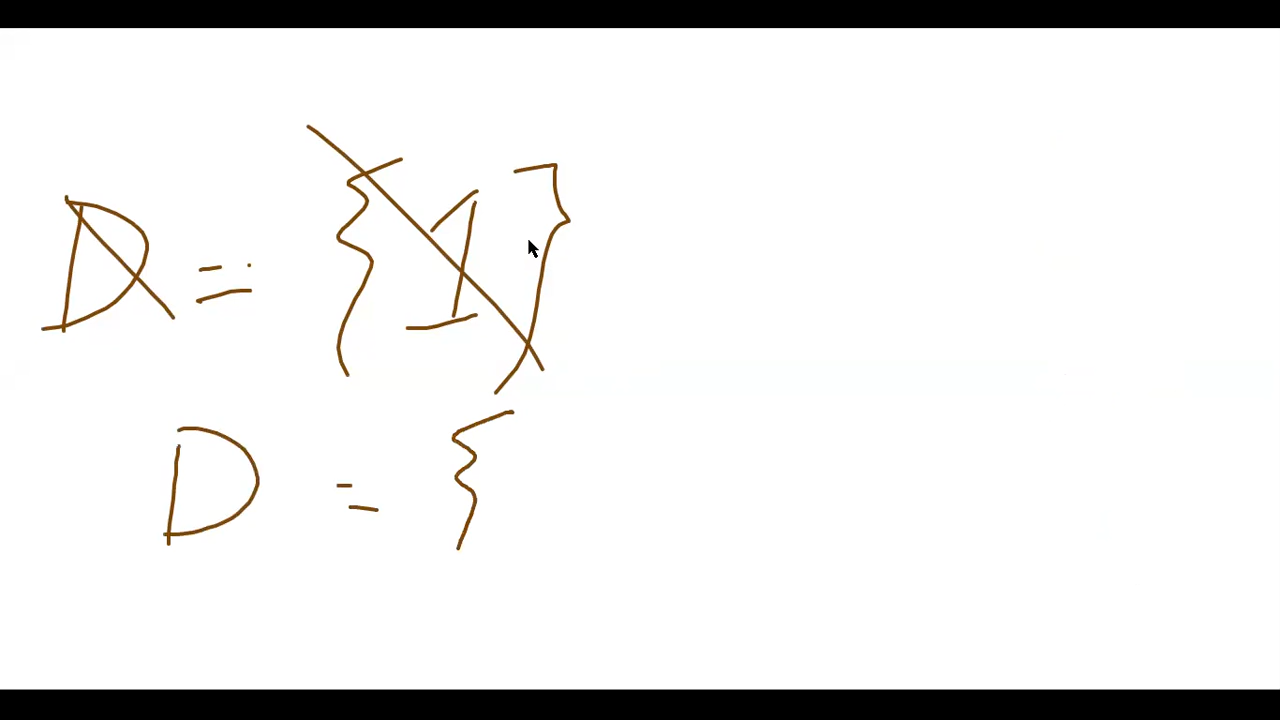 D = {1}
D = {